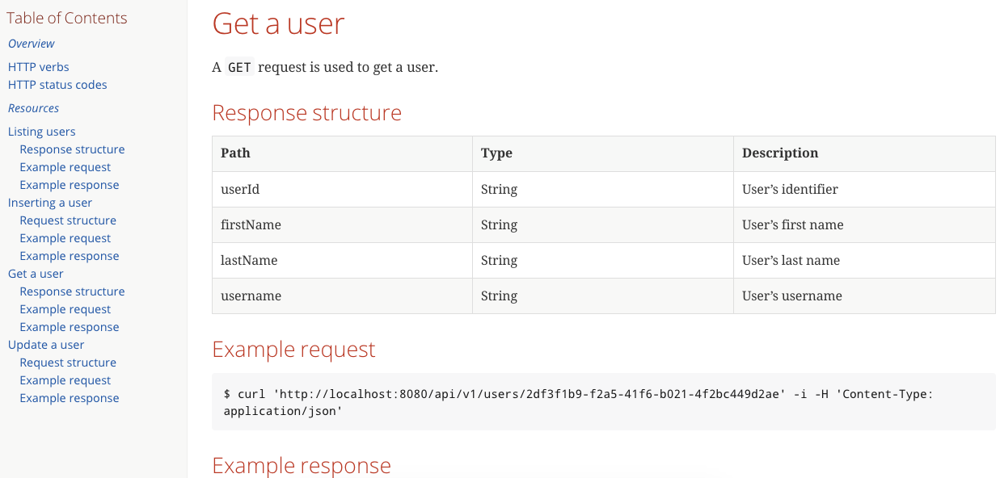 Table of Contents
Overview
HTTP verbs
HTTP status codes
Resources
Listing users
Response structure
Example request
Example response
Inserting a user
Request structure
Example request
Example response
Get a user
Response structure
Example request
Example response
Update a user
Request structure
Example request
Example response
Get a user
A GET request is used to get a user.
Response structure
Path Type Description
userId String User’s identifier
firstName String User’s first name
lastName String User’s last name
username String User’s username
Example request
$ curl 'http://localhost:8080/api/v1/users/2df3f1b9-f2a5-41f6-b021-4f2bc449d2ae' -i -H 'Content-Type:
application/json'
Example response